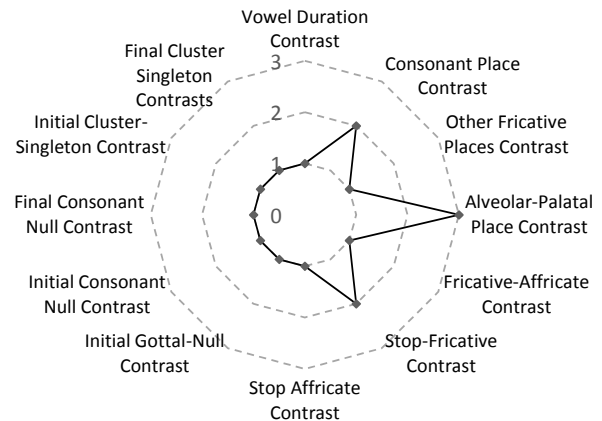 Vowel Duration
Contrast
Consonant Place
Contrast
Other Fricative
Places Contrast
Alveolar-Palatal
Place Contrast
Fricative-Affricate
Contrast
Stop-Fricative
Contrast
Stop Affricate
Contrast
Initial Gottal-Null
Contrast
Initial Consonant
Null Contrast
Final Consonant
Null Contrast
Initial Cluster-
Singleton Contrast
Final Cluster
Singleton
Contrasts
3
2
1
0